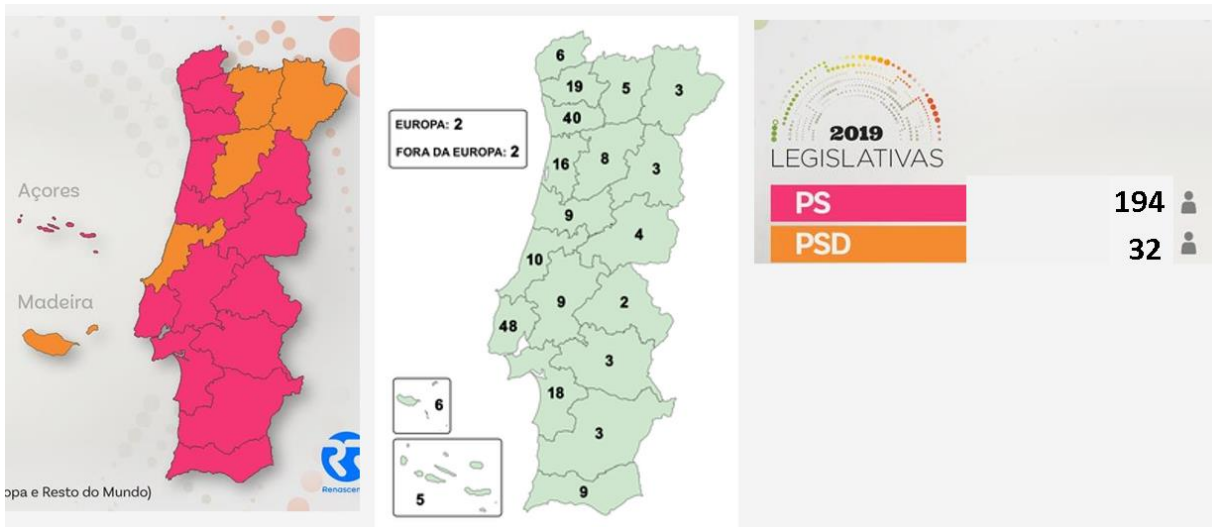 Açores
Madeira
opa e Resto do Mundo)
Renascen
EUROPA: 2
FORA DA EUROPA: 2
6
19
5
3
40
16
8
3
9
4
10
9
2
48
3
18
6
3
5
9
2019
LEGISLATIVAS
PS 194
PSD 32